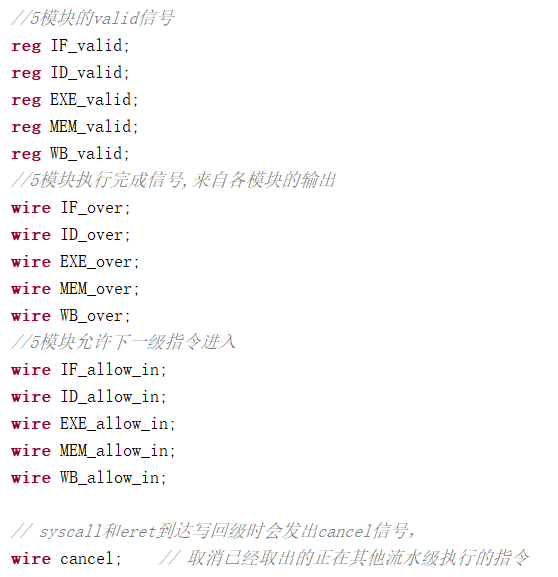 //5模块的valid信号
reg IF_valid;
reg ID_valid;
reg EXE_valid;
reg MEM_valid;
reg WB_valid;
//5模块执行完成信号,来自各模块的输出
wire IF_over;
wire ID_over;
wire EXE_over;
wire MEM_over;
wire WB_over;
//5模块允许下一级指令进入
wire IF_allow_in;
wire ID_allow_in;
wire EXE_allow_in;
wire MEM_allow_in;
wire WB_allow_in;
// syscall和eret到达写回级时会发出cancel信号，
wire cancel;    // 取消已经取出的正在其他流水级执行的指令